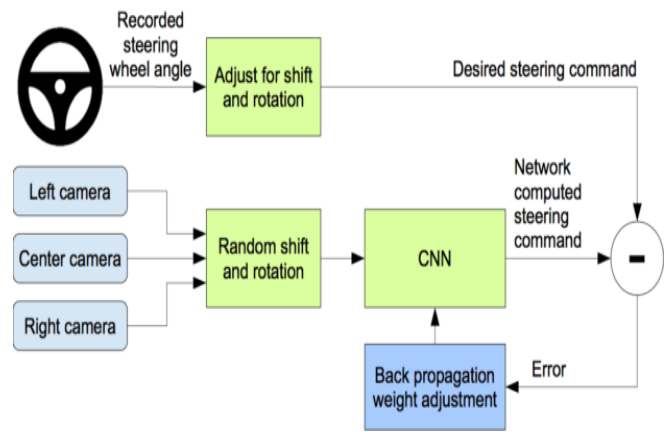 Recorded
steering
wheel angle
Adjust for shift
and rotation
Desired steering command
Left camera
Center camera
Right camera
Random shift
and rotation
CNN
Network
computed
steering
command
-
Back propagation
weight adjustment
Error